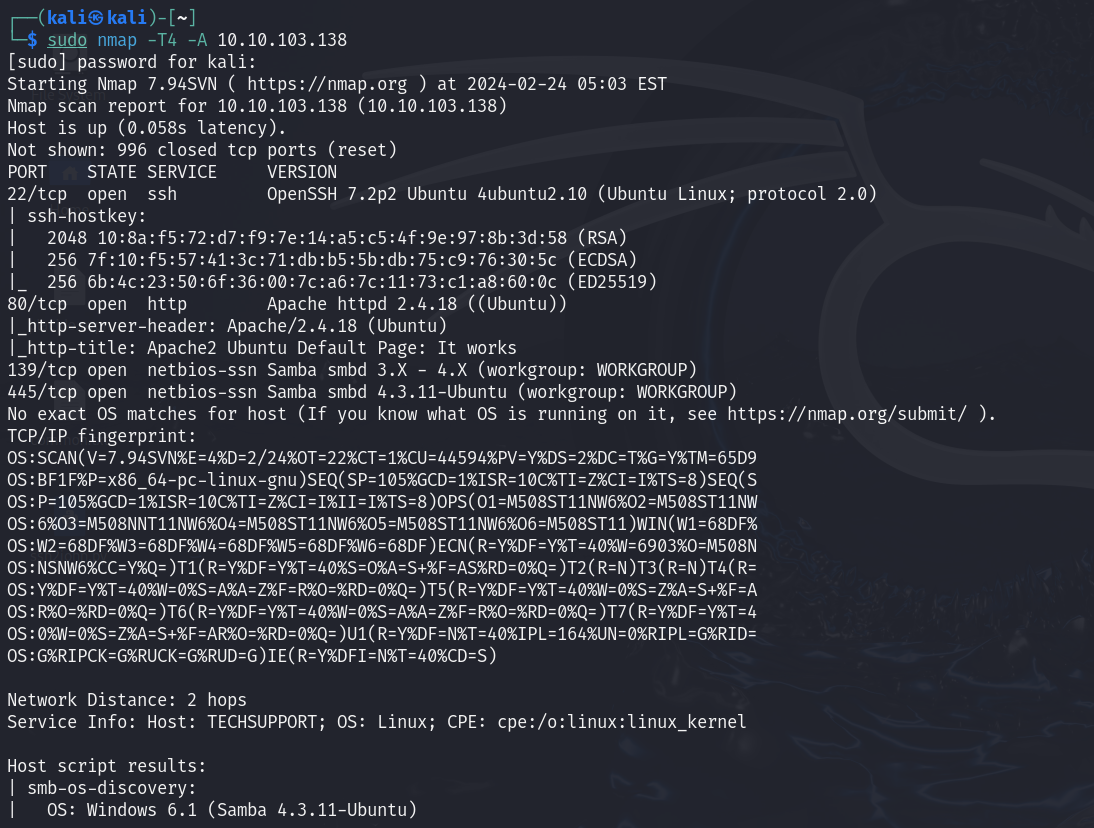 ┌──(kali㉿kali)-[~]
└─$ sudo nmap -T4 -A 10.10.103.138
[sudo] password for kali:
Starting Nmap 7.94SVN ( https://nmap.org ) at 2024-02-24 05:03 EST
Nmap scan report for 10.10.103.138 (10.10.103.138)
Host is up (0.058s latency).
Not shown: 996 closed tcp ports (reset)
PORT    STATE SERVICE     VERSION
22/tcp  open  ssh         OpenSSH 7.2p2 Ubuntu 4ubuntu2.10 (Ubuntu Linux; protocol 2.0)
| ssh-hostkey:
|   2048 10:8a:f5:72:d7:f9:7e:14:a5:c5:4f:9e:97:8b:3d:58 (RSA)
|   256 7f:10:f5:57:41:3c:71:db:b5:5b:db:75:c9:76:30:5c (ECDSA)
|_  256 6b:4c:23:50:6f:36:00:7c:a6:7c:11:73:c1:a8:60:0c (ED25519)
80/tcp  open  http        Apache httpd 2.4.18 ((Ubuntu))
|_http-server-header: Apache/2.4.18 (Ubuntu)
|_http-title: Apache2 Ubuntu Default Page: It works
139/tcp open  netbios-ssn Samba smbd 3.X - 4.X (workgroup: WORKGROUP)
445/tcp open  netbios-ssn Samba smbd 4.3.11-Ubuntu (workgroup: WORKGROUP)
No exact OS matches for host (If you know what OS is running on it, see https://nmap.org/submit/ ).
TCP/IP fingerprint:
OS:SCAN(V=7.94SVN%E=4%D=2/24%OT=22%CT=1%CU=44594%PV=Y%DS=2%DC=T%G=Y%TM=65D9
OS:BF1F%P=x86_64-pc-linux-gnu)SEQ(SP=105%GCD=1%ISR=10C%TI=Z%CI=I%TS=8)SEQ(S
OS:P=105%GCD=1%ISR=10C%TI=Z%CI=I%II=I%TS=8)OPS(O1=M508ST11NW6%O2=M508ST11NW
OS:6%O3=M508NNT11NW6%O4=M508ST11NW6%O5=M508ST11NW6%O6=M508ST11)WIN(W1=68DF%
OS:W2=68DF%W3=68DF%W4=68DF%W5=68DF%W6=68DF)ECN(R=Y%DF=Y%T=40%W=6903%O=M508N
OS:NSNW6%CC=Y%Q=)T1(R=Y%DF=Y%T=40%S=O%A=S+%F=AS%RD=0%Q=)T2(R=N)T3(R=N)T4(R=
OS:Y%DF=Y%T=40%W=0%S=A%A=Z%F=R%O=%RD=0%Q=)T5(R=Y%DF=Y%T=40%W=0%S=Z%A=S+%F=A
OS:R%O=%RD=0%Q=)T6(R=Y%DF=Y%T=40%W=0%S=A%A=Z%F=R%O=%RD=0%Q=)T7(R=Y%DF=Y%T=4
OS:0%W=0%S=Z%A=S+%F=AR%O=%RD=0%Q=)U1(R=Y%DF=N%T=40%IPL=164%UN=0%RIPL=G%RID=
OS:G%RIPCK=G%RUCK=G%RUD=G)IE(R=Y%DFI=N%T=40%CD=S)

Network Distance: 2 hops
Service Info: Host: TECHSUPPORT; OS: Linux; CPE: cpe:/o:linux:linux_kernel

Host script results:
| smb-os-discovery:
|   OS: Windows 6.1 (Samba 4.3.11-Ubuntu)